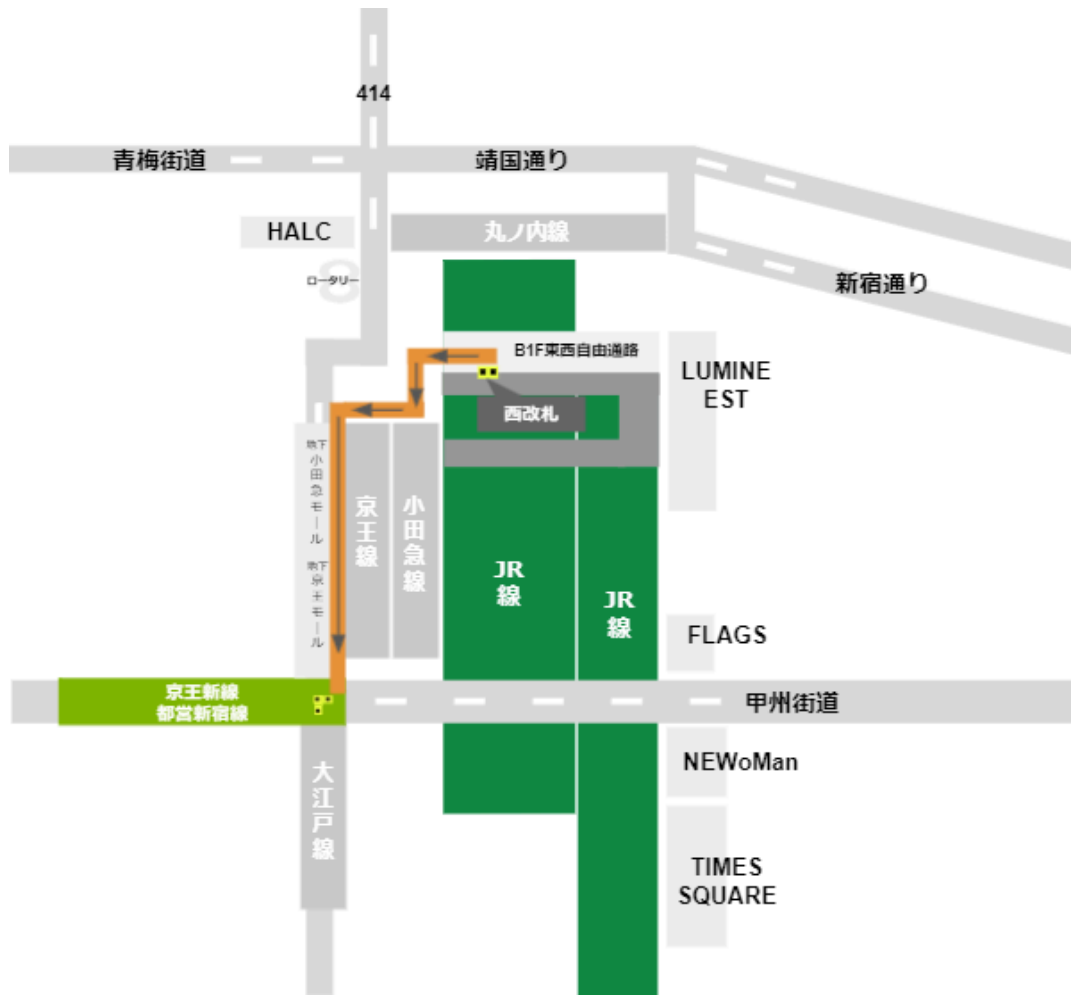 414
青梅街道
靖国通り
HALC
丸ノ内線
ロータリー
8
新宿通り
B1F東西自由通路
LUMINE
EST
西改札
地下
小田急モール
京王線
小田急線
地下
京王モール
JR
線
JR
線
FLAGS
京王新線
都営新宿線
甲州街道
大江戸線
NEWoMan
TIMES
SQUARE